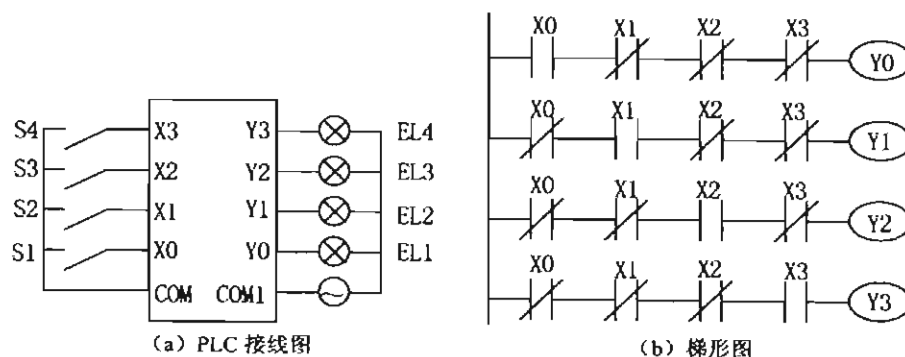 S4 X3 Y3 EL4
S3 X2 Y2 EL3
S2 X1 Y1 EL2
S1 X0 Y0 EL1
COM COM1
(a) PLC 接线图
X0 X1 X2 X3
Y0
X0 X1 X2 X3
Y1
X0 X1 X2 X3
Y2
X0 X1 X2 X3
Y3
(b) 梯形图